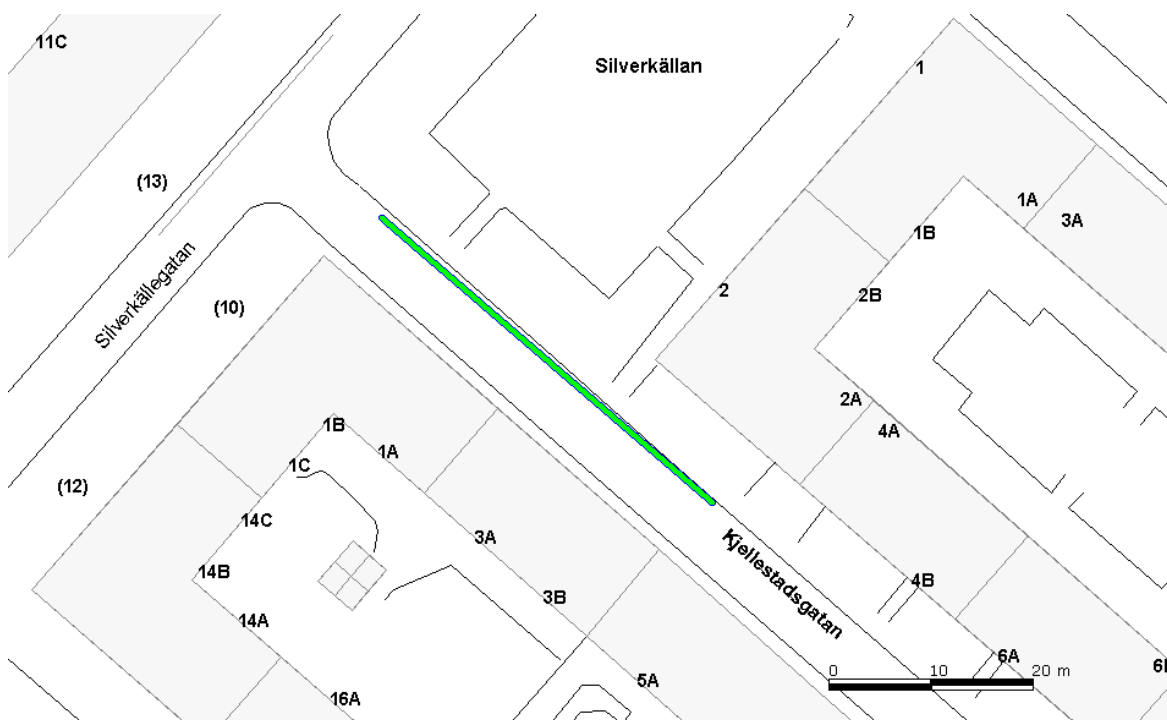 11C
Silverkällan
1
(13)
1A
3A
1B
2
2B
Silverkällegatan
(10)
2A
4A
1B
1A
1C
(12)
14C
3A
Kjellestadsgatan
14B
4B
3B
14A
6A
0 10 20 m
5A
16A